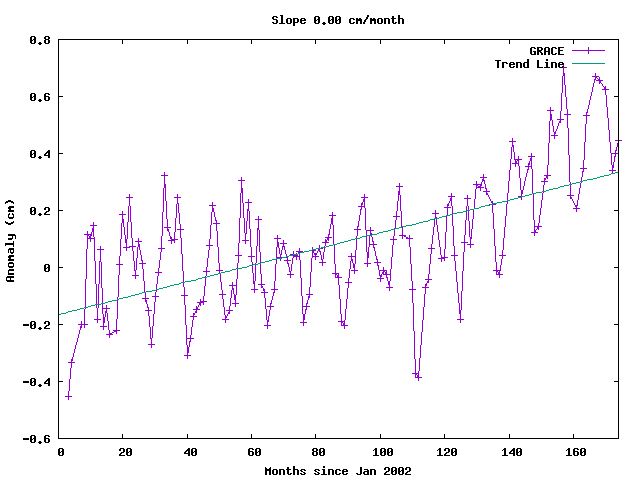 Slope 0.00 cm/month
GRACE
Trend Line
Anomaly (cm)
0.8
0.6
0.4
0.2
0
-0.2
-0.4
-0.6
0 20 40 60 80 100 120 140 160
Months since Jan 2002